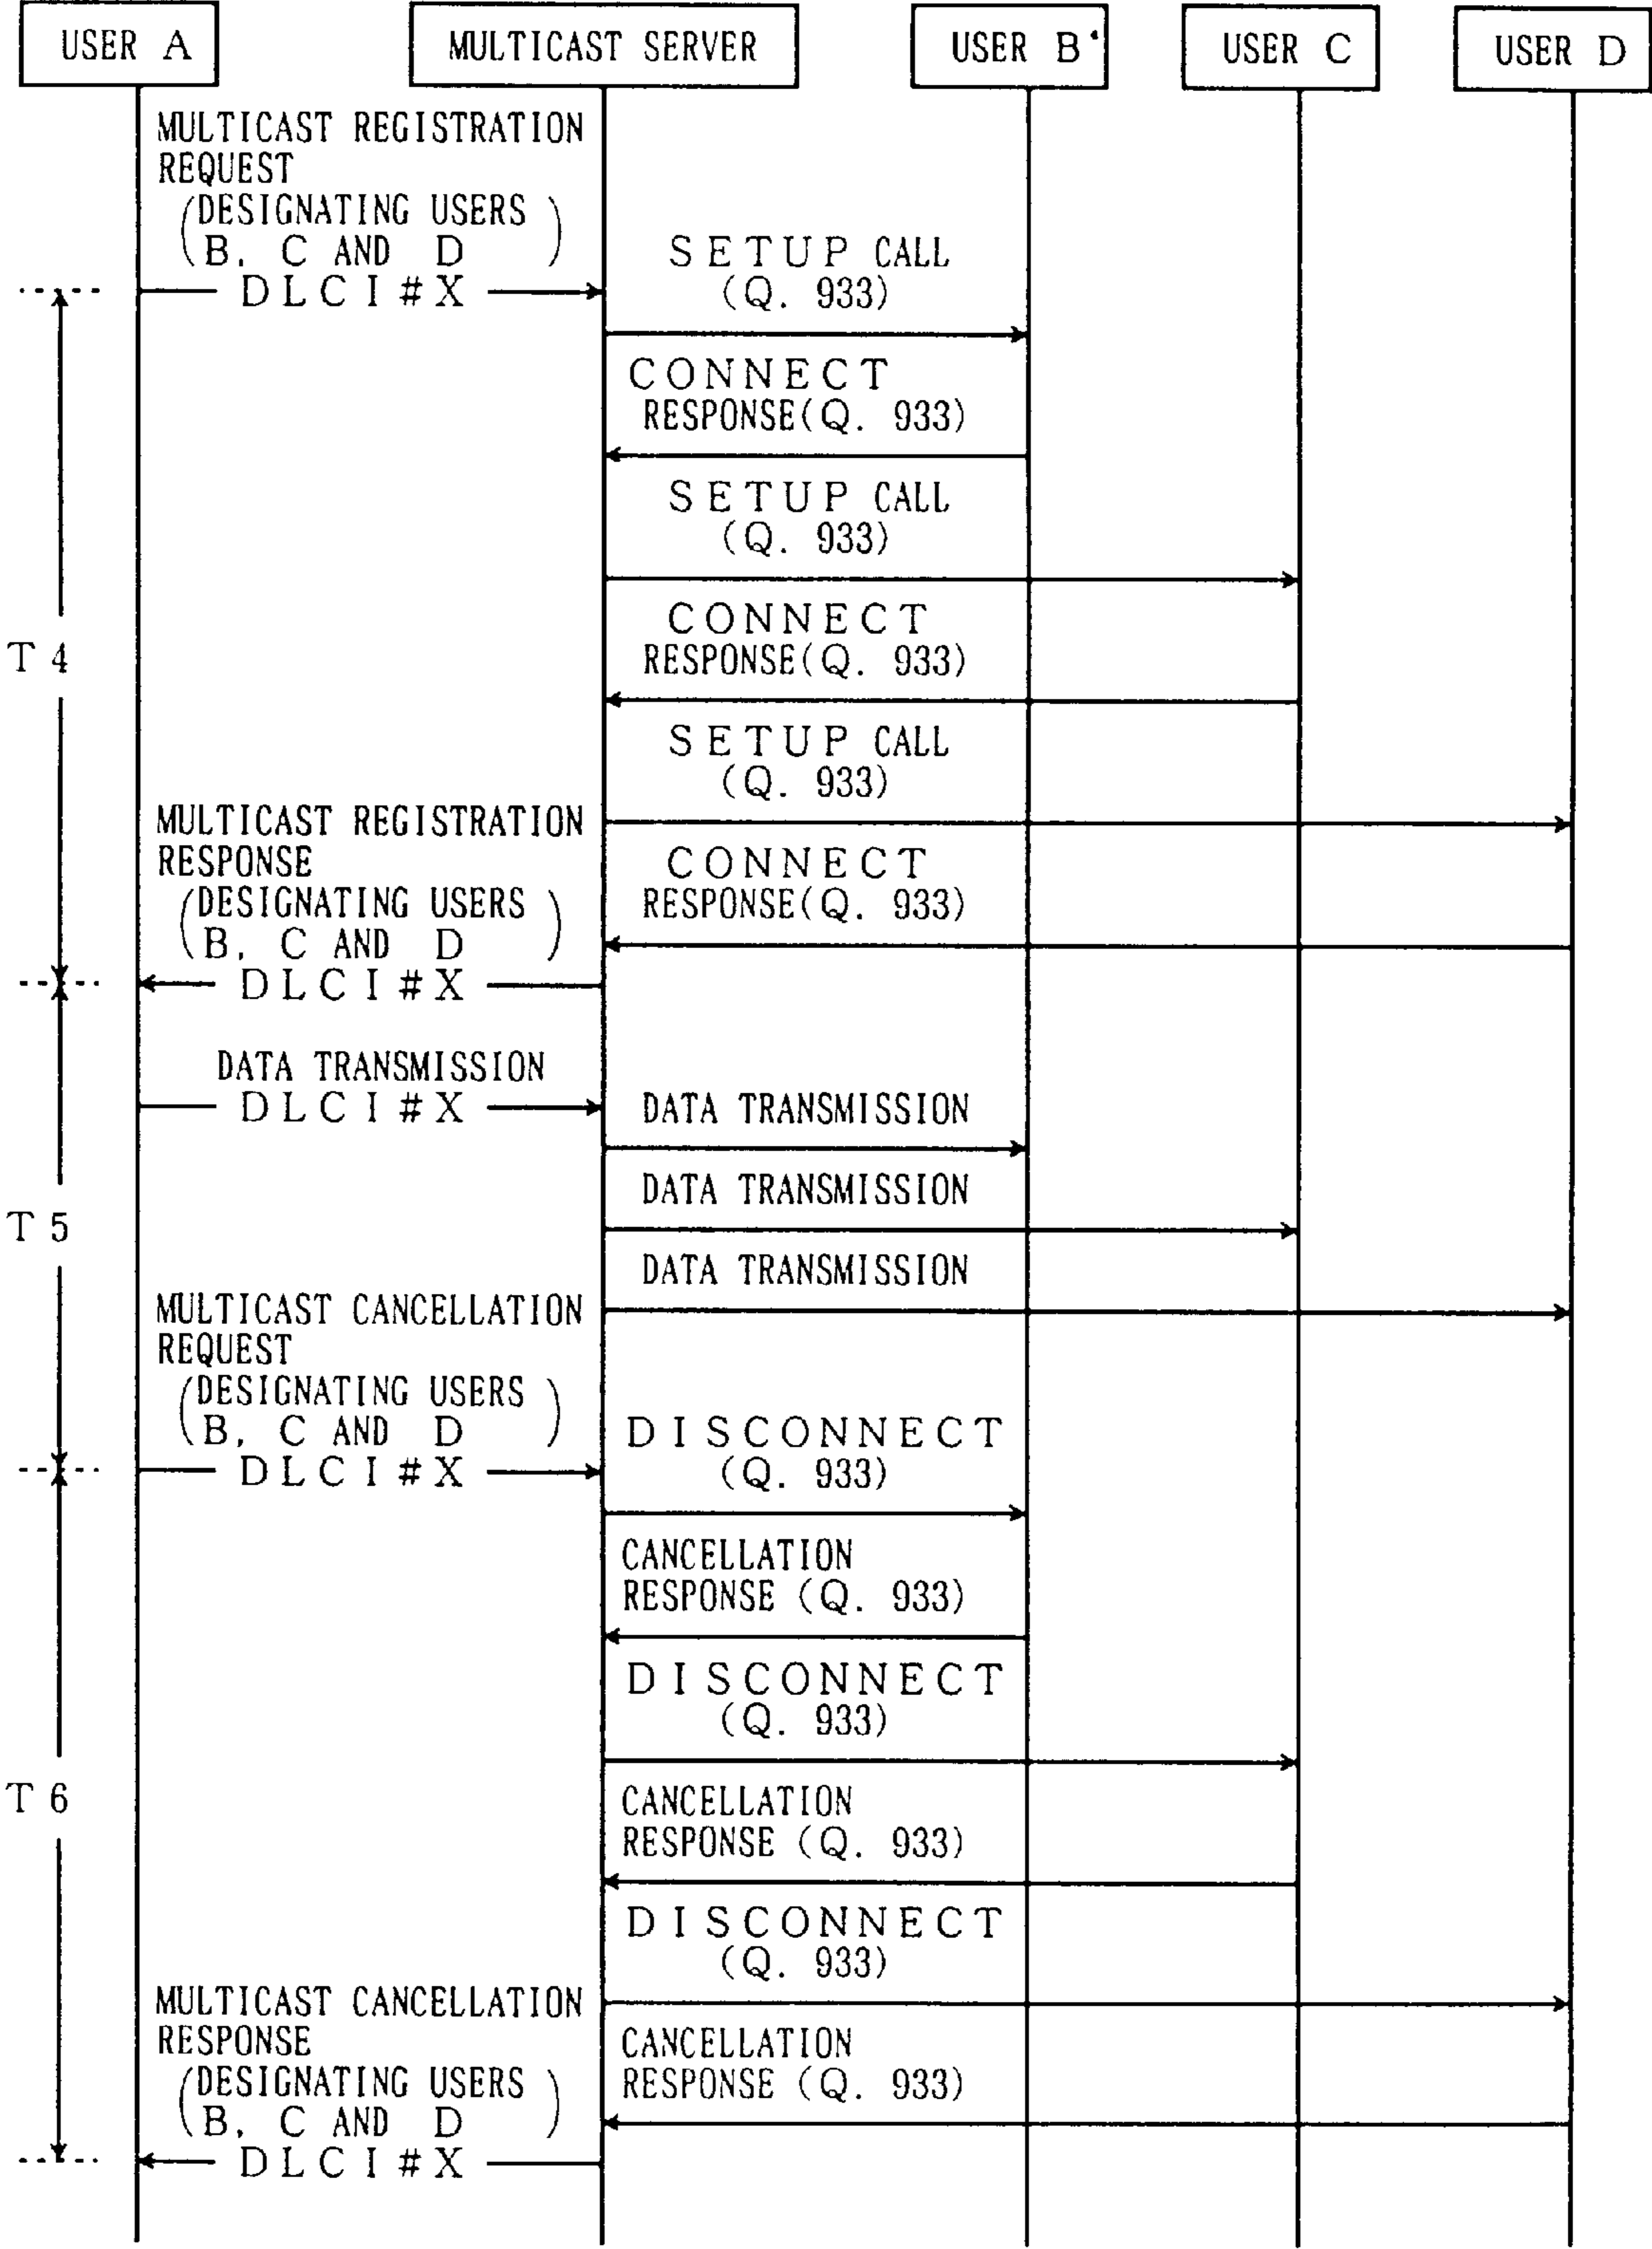 USER A
MULTICAST SERVER
USER B
USER C
USER D
MULTICAST REGISTRATION
REQUEST
(DESIGNATING USERS
B, C AND D)
DLCI#X
SETUP CALL
(Q. 933)
CONNECT
RESPONSE(Q. 933)
SETUP CALL
(Q. 933)
CONNECT
RESPONSE(Q. 933)
T4
SETUP CALL
(Q. 933)
MULTICAST REGISTRATION
RESPONSE
(DESIGNATING USERS
B, C AND D)
DLCI#X
CONNECT
RESPONSE(Q. 933)
DATA TRANSMISSION
DLCI#X
DATA TRANSMISSION
DATA TRANSMISSION
T5
DATA TRANSMISSION
MULTICAST CANCELLATION
REQUEST
(DESIGNATING USERS
B, C AND D)
DLCI#X
DISCONNECT
(Q. 933)
CANCELLATION
RESPONSE (Q. 933)
DISCONNECT
(Q. 933)
T6
CANCELLATION
RESPONSE (Q. 933)
DISCONNECT
(Q. 933)
MULTICAST CANCELLATION
RESPONSE
(DESIGNATING USERS
B, C AND D)
DLCI#X
CANCELLATION
RESPONSE (Q. 933)